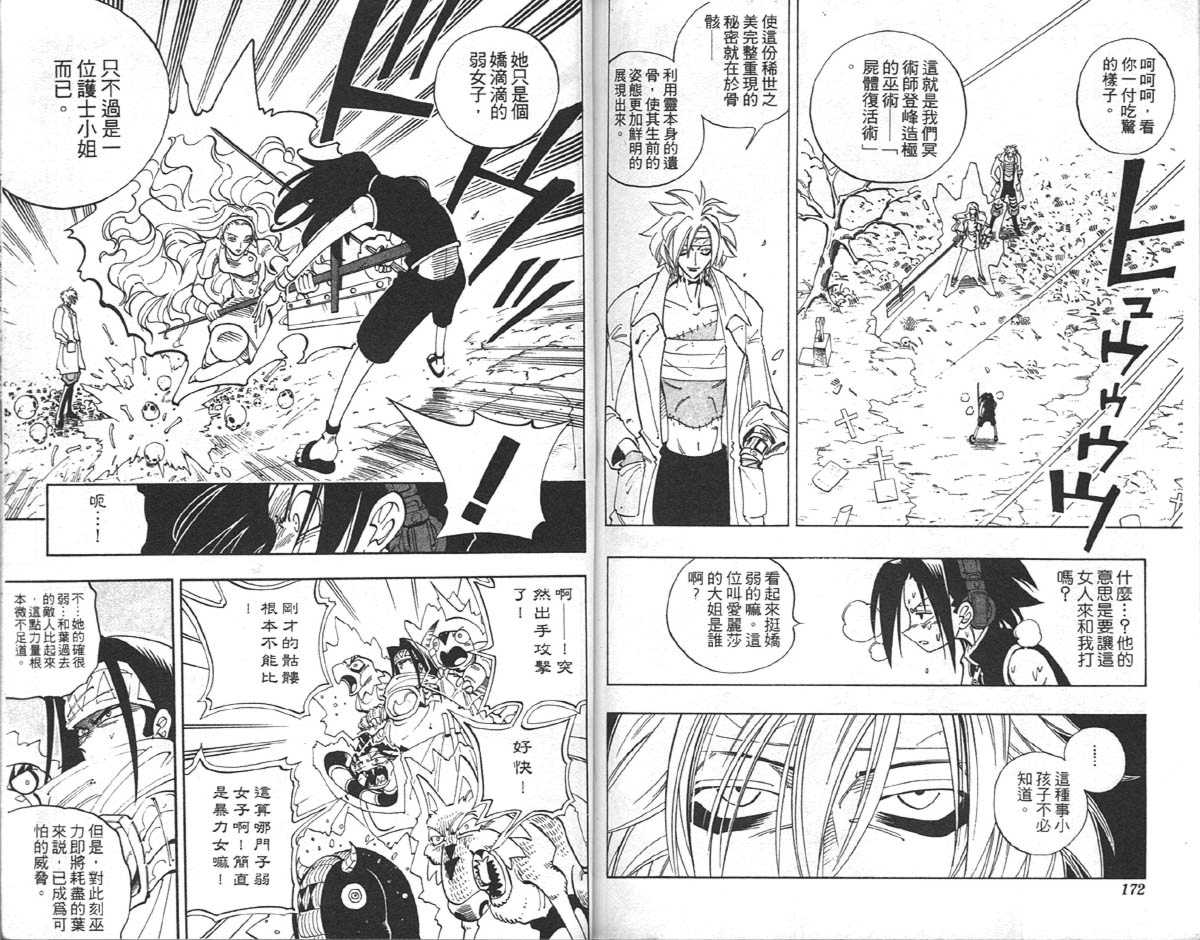 呵呵呵，看
你一付吃驚
的樣子。
這就是我們冥
術師登峰造極
的巫術——「
屍體復活術」
。
ヒュウゥウゥ
使這份稀世之
美完整重現的
秘密就在於骨
骸——
利用靈本身的遺
骨，使其生前的
姿態更加鮮明的
展現出來。
什麼…？他的
意思是要讓這
女人來和我打
嗎？
看起來挺嬌
弱的嘛。這
位叫愛麗莎
的大姐是誰
啊？
……
這種事小
孩子不必
知道。
172
她只是個
嬌滴滴的
弱女子，
只不過是一
位護士小姐
而已。
！
呃…！
啊——！突
然出手攻擊
了！
剛才的骷髏
根本不能比
！
好快！
這算哪門子弱
女子啊！簡直
是暴力女嘛！
不…她的確很
弱…和葉過去
的敵人比起來
，這點力量根
本微不足道。
但是，對此刻巫
力即將耗盡的葉
來說，已成爲可
怕的威脅。